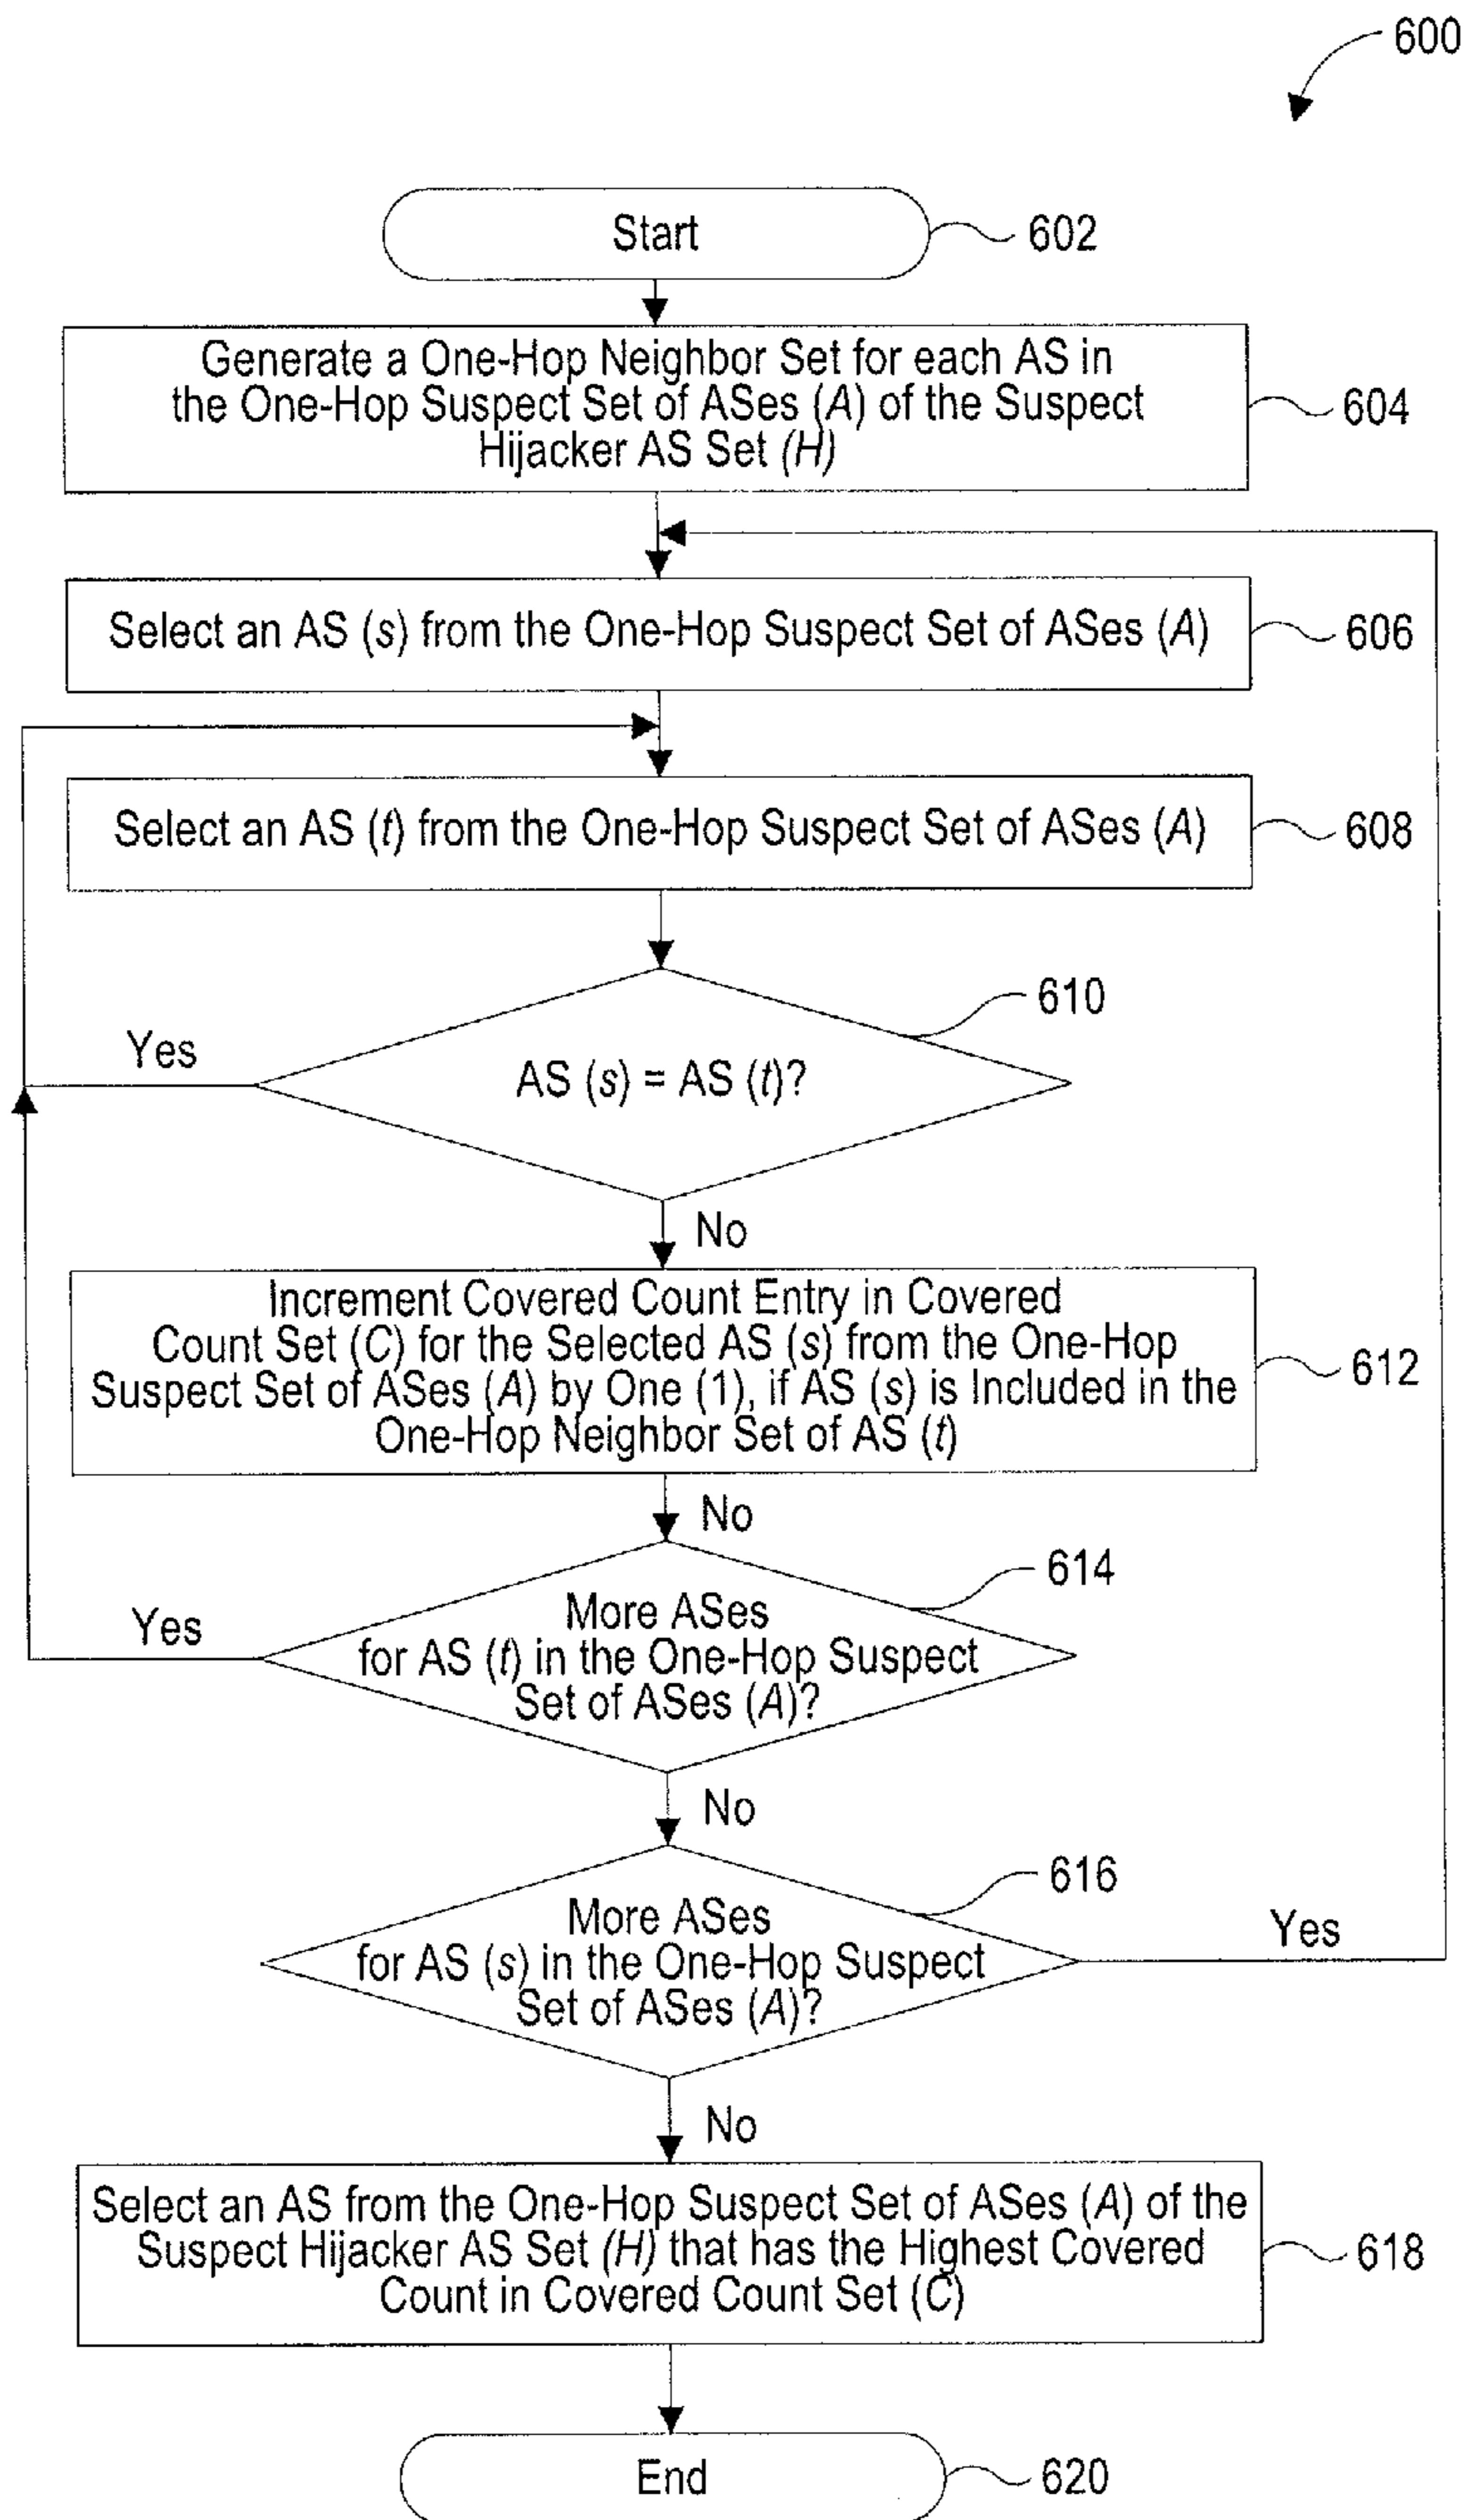 600
Start
602
Generate a One-Hop Neighbor Set for each AS in
the One-Hop Suspect Set of ASes (A) of the Suspect
Hijacker AS Set (H)
604
Select an AS (s) from the One-Hop Suspect Set of ASes (A)
606
Select an AS (t) from the One-Hop Suspect Set of ASes (A)
608
610
Yes
AS (s) = AS (t)?
No
Increment Covered Count Entry in Covered
Count Set (C) for the Selected AS (s) from the One-Hop
Suspect Set of ASes (A) by One (1), if AS (s) is Included in the
One-Hop Neighbor Set of AS (t)
612
No
614
Yes
More ASes
for AS (t) in the One-Hop Suspect
Set of ASes (A)?
No
616
More ASes
for AS (s) in the One-Hop Suspect
Set of ASes (A)?
Yes
No
Select an AS from the One-Hop Suspect Set of ASes (A) of the
Suspect Hijacker AS Set (H) that has the Highest Covered
Count in Covered Count Set (C)
618
End
620